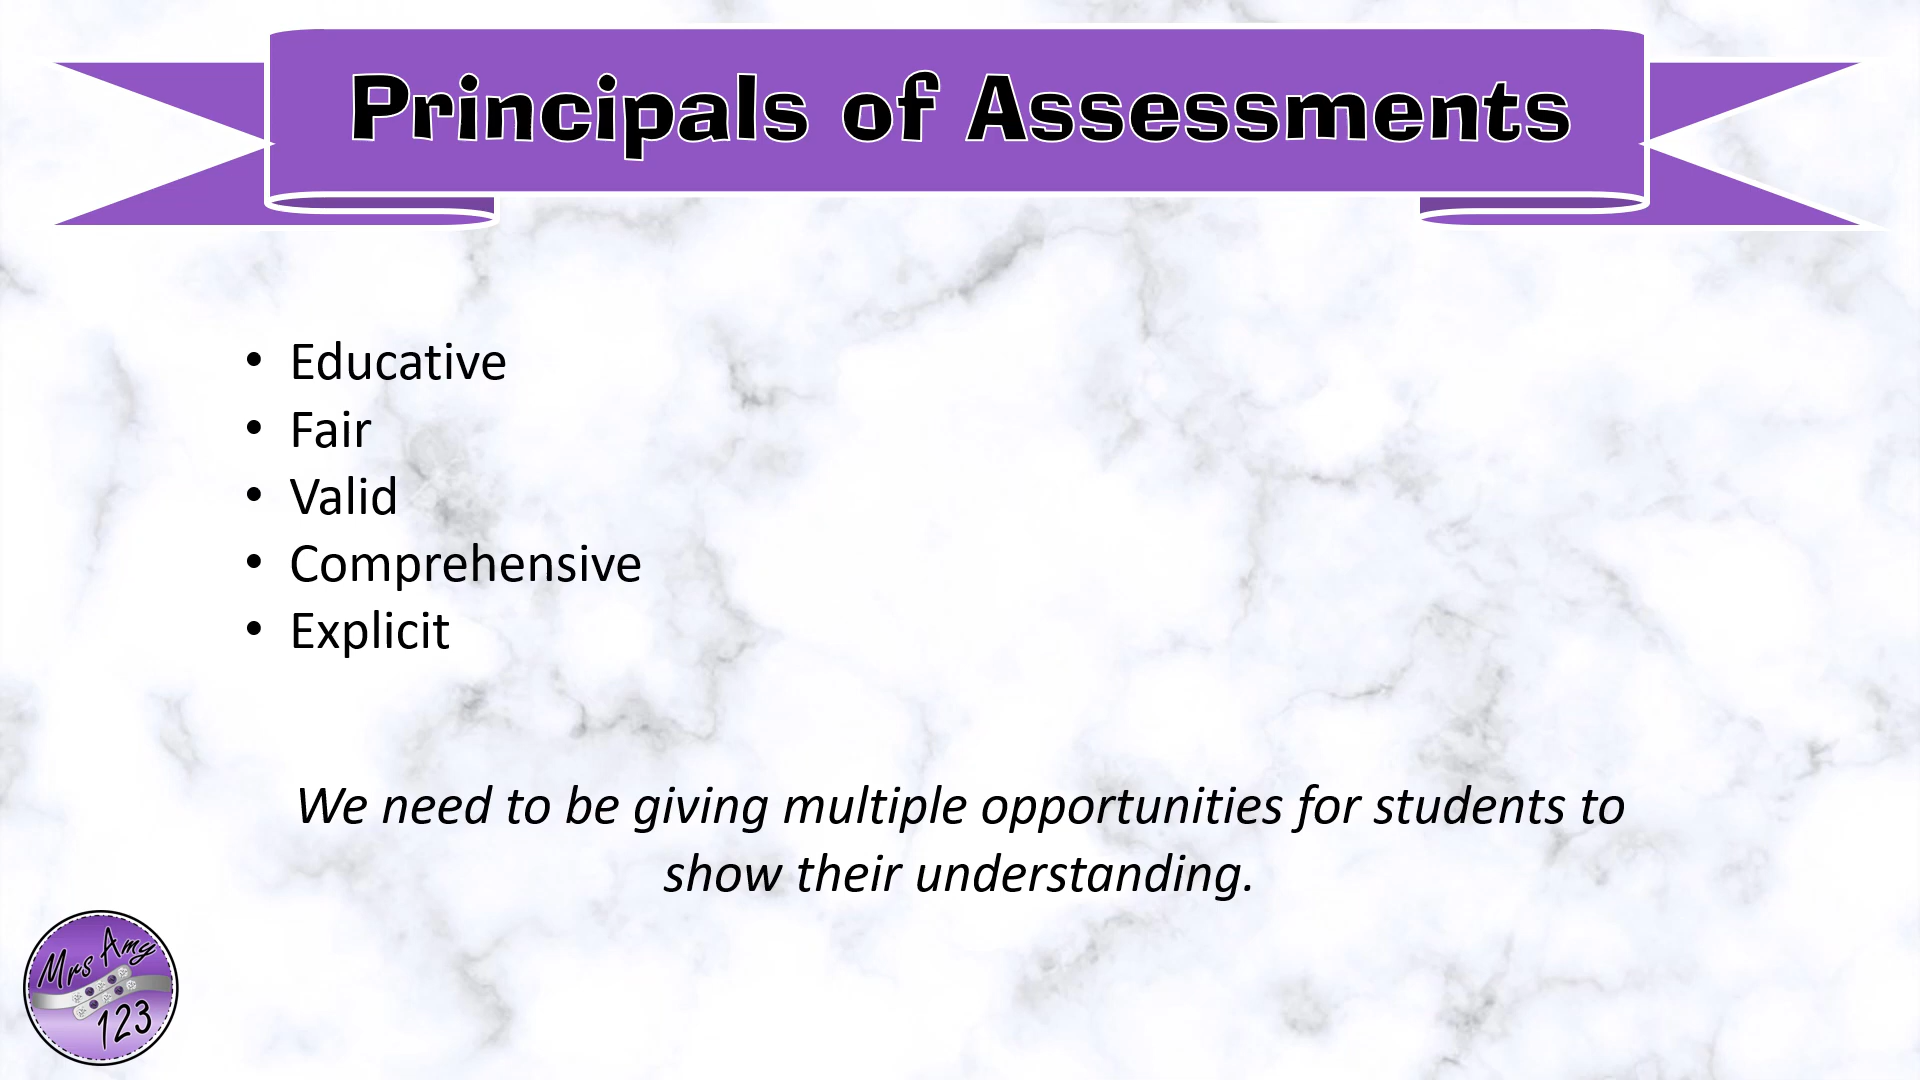 Principals of Assessments
• Educative
• Fair
• Valid
• Comprehensive
• Explicit
We need to be giving multiple opportunities for students to
show their understanding.
Mrs Amy
123